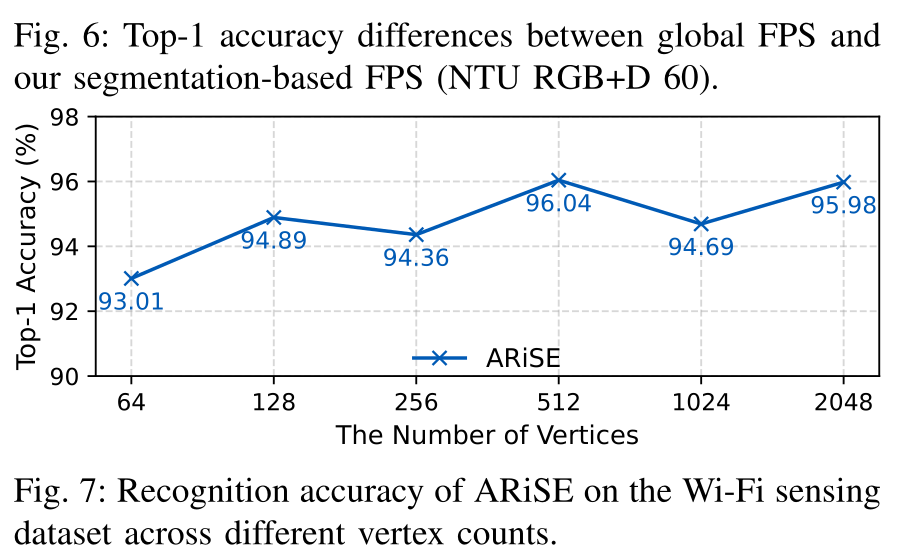 Fig. 6: Top-1 accuracy differences between global FPS and
our segmentation-based FPS (NTU RGB+D 60).
Top-1 Accuracy (%)
98
96
94
92
90
93.01
94.89
94.36
96.04
94.69
95.98
ARiSE
64 128 256 512 1024 2048
The Number of Vertices
Fig. 7: Recognition accuracy of ARiSE on the Wi-Fi sensing
dataset across different vertex counts.